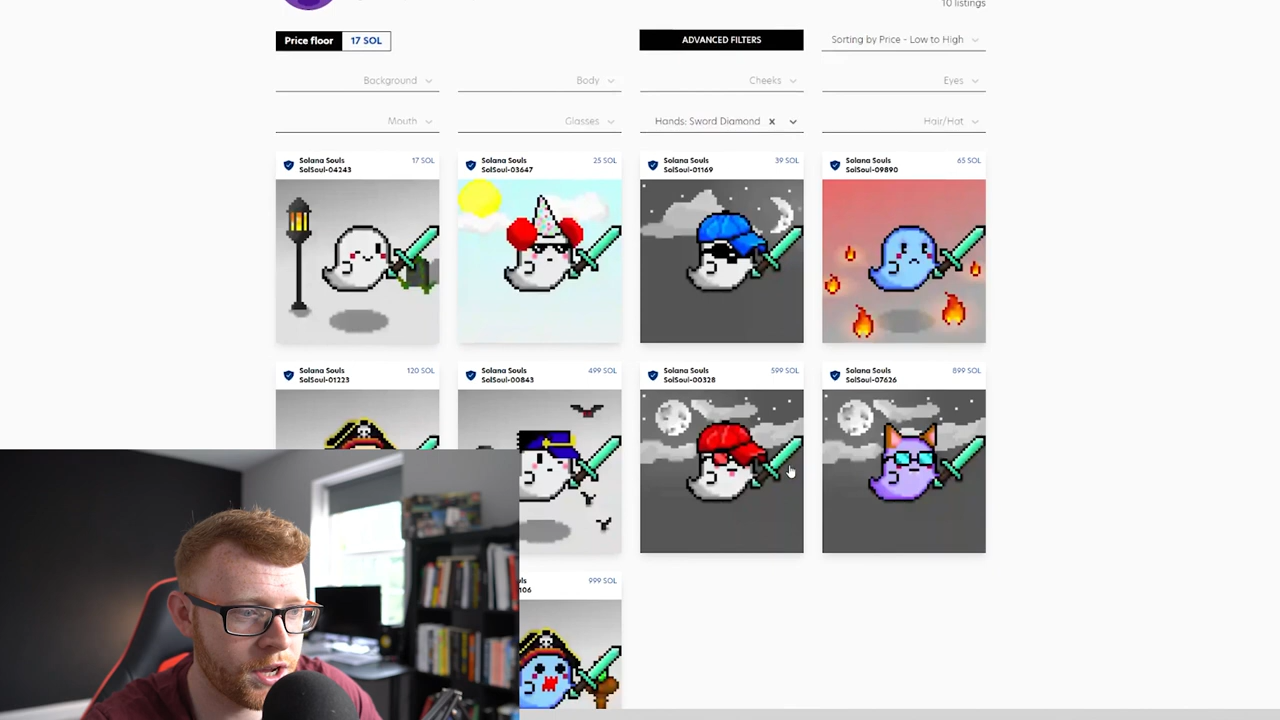 10 listings
Price floor 17 SOL
ADVANCED FILTERS
Sorting by Price - Low to High
Background
Body
Cheeks
Eyes
Mouth
Glasses
Hands: Sword Diamond x
Hair/Hat
Solana Souls 17 SOL
SolSoul-04243
Solana Souls 25 SOL
SolSoul-03647
Solana Souls 39 SOL
SolSoul-01169
Solana Souls 65 SOL
SolSoul-09890
Solana Souls 120 SOL
SolSoul-01223
Solana Souls 499 SOL
SolSoul-00843
Solana Souls 599 SOL
SolSoul-00328
Solana Souls 899 SOL
SolSoul-07626
uls 999 SOL
106